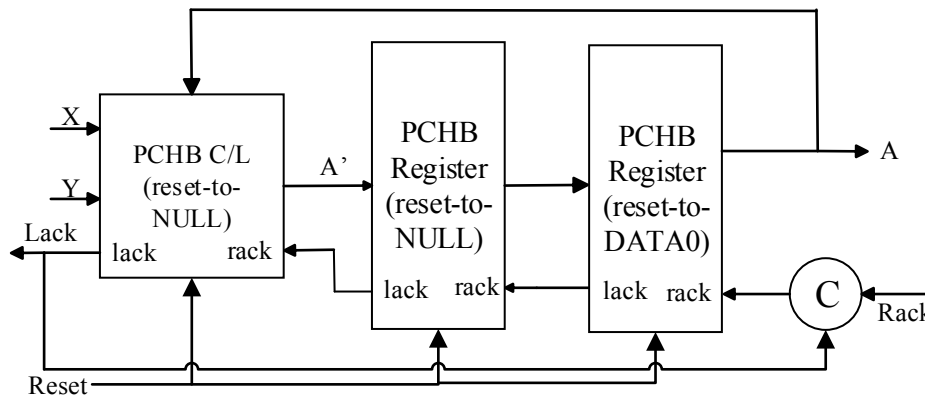 X
Y
Lack
PCHB C/L
(reset-to-
NULL)
lack
rack
A’
PCHB
Register
(reset-to-
NULL)
lack
rack
PCHB
Register
(reset-to-
DATA0)
lack
rack
A
C
Rack
Reset